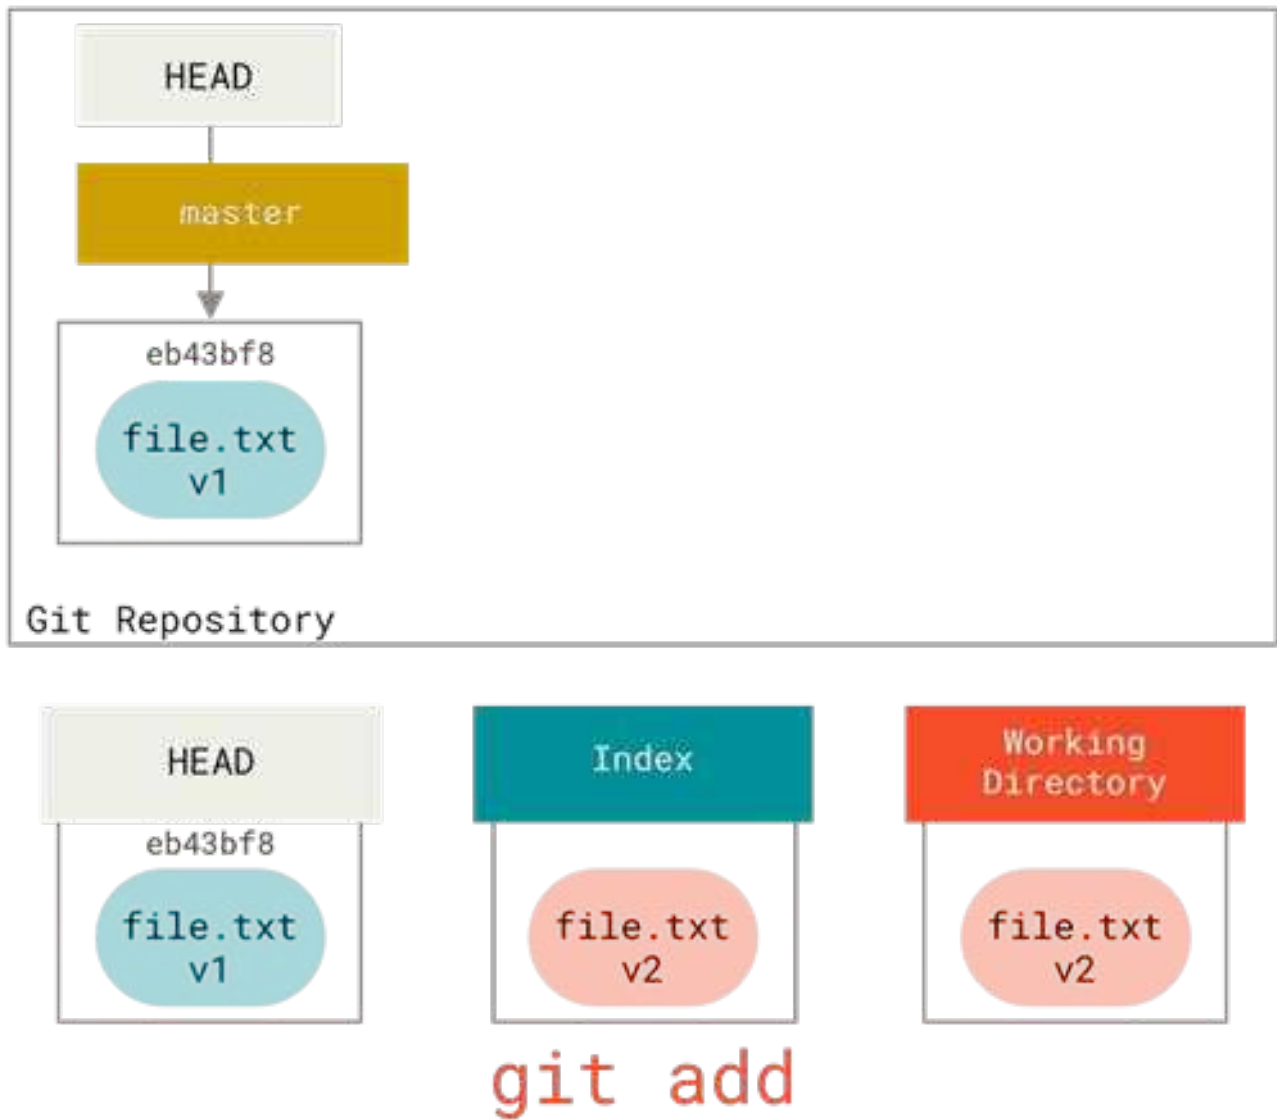 HEAD
master
eb43bf8
file.txt
v1
Git Repository
HEAD
eb43bf8
file.txt
v1
Index
file.txt
v2
Working
Directory
file.txt
v2
git add